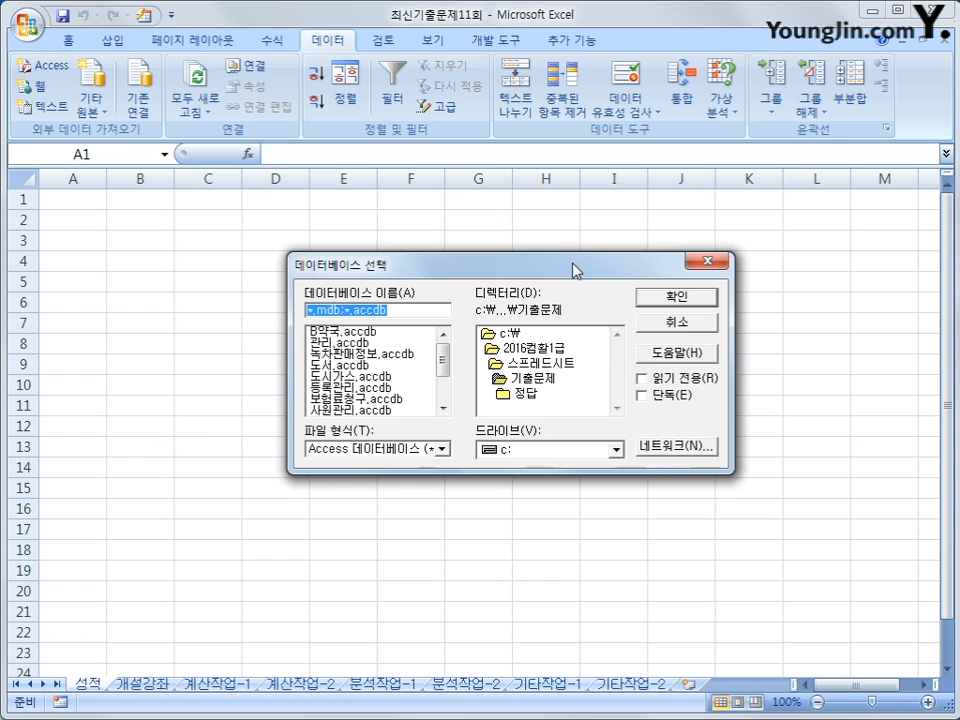 최신기출문제11회 - Microsoft Excel
YoungJin.com Y.
홈 삽입 페이지 레이아웃 수식 데이터 검토 보기 개발 도구 추가 기능
Access
웹
텍스트
기타
원본
기존
연결
외부 데이터 가져오기
모두 새로
고침
연결
속성
연결 편집
연결
정렬
필터
지우기
다시 적용
고급
정렬 및 필터
텍스트
나누기
중복된
항목 제거
데이터
유효성 검사
통합
가상
분석
데이터 도구
그룹
그룹
해제
부분합
윤곽선
A1 fx
A B C D E F G H I J K L M
1
2
3
4
5
6
7
8
9
10
11
12
13
14
15
16
17
18
19
20
21
22
23
24
데이터베이스 선택
데이터베이스 이름(A)
*.mdb;*.accdb
B약국.accdb
관리.accdb
녹차판매정보.accdb
도서.accdb
도시가스.accdb
등록관리.accdb
보험료청구.accdb
사원관리.accdb
파일 형식(T):
Access 데이터베이스 (*
디렉터리(D):
c:₩...₩기출문제
c:₩
2016컴활1급
스프레드시트
기출문제
정답
드라이브(V):
c:
확인
취소
도움말(H)
읽기 전용(R)
단독(E)
네트워크(N)...
성적 개설강좌 계산작업-1 계산작업-2 분석작업-1 분석작업-2 기타작업-1 기타작업-2
준비 100%